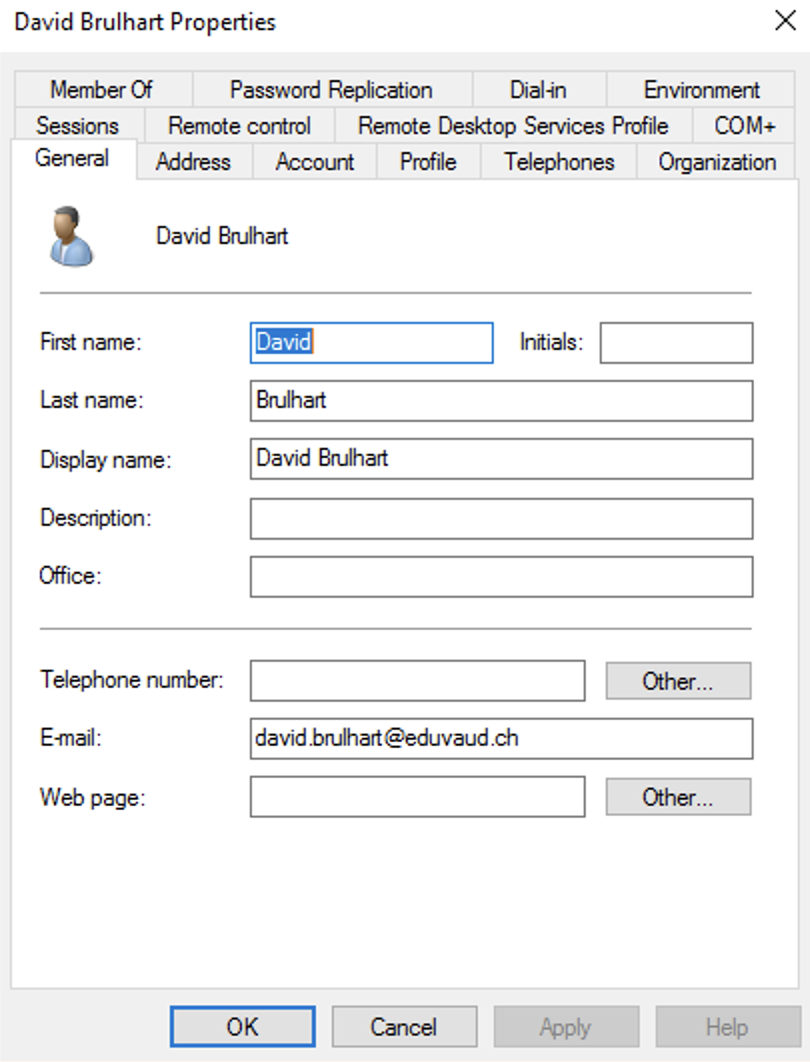 David Brulhart Properties
Member Of Password Replication Dial-in Environment
Sessions Remote control Remote Desktop Services Profile COM+
General Address Account Profile Telephones Organization
David Brulhart
First name: David Initials:
Last name: Brulhart
Display name: David Brulhart
Description:
Office:
Telephone number: Other...
E-mail: david.brulhart@eduvaud.ch
Web page: Other...
OK Cancel Apply Help